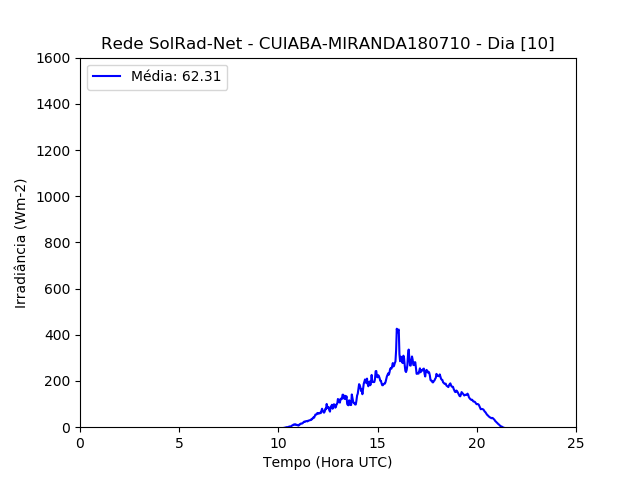 Rede SolRad-Net - CUIABA-MIRANDA180710 - Dia [10]
Média: 62.31
1600
1400
1200
1000
800
600
400
200
0
Irradiância (Wm-2)
0 5 10 15 20 25
Tempo (Hora UTC)